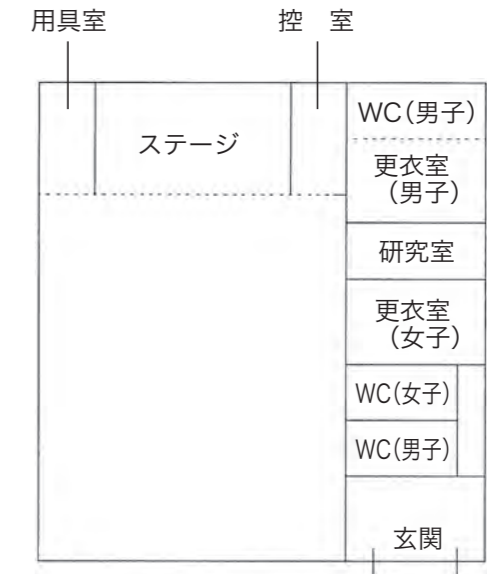 用具室
控　室
ステージ
WC(男子)
更衣室
(男子)
研究室
更衣室
(女子)
WC(女子)
WC(男子)
玄関